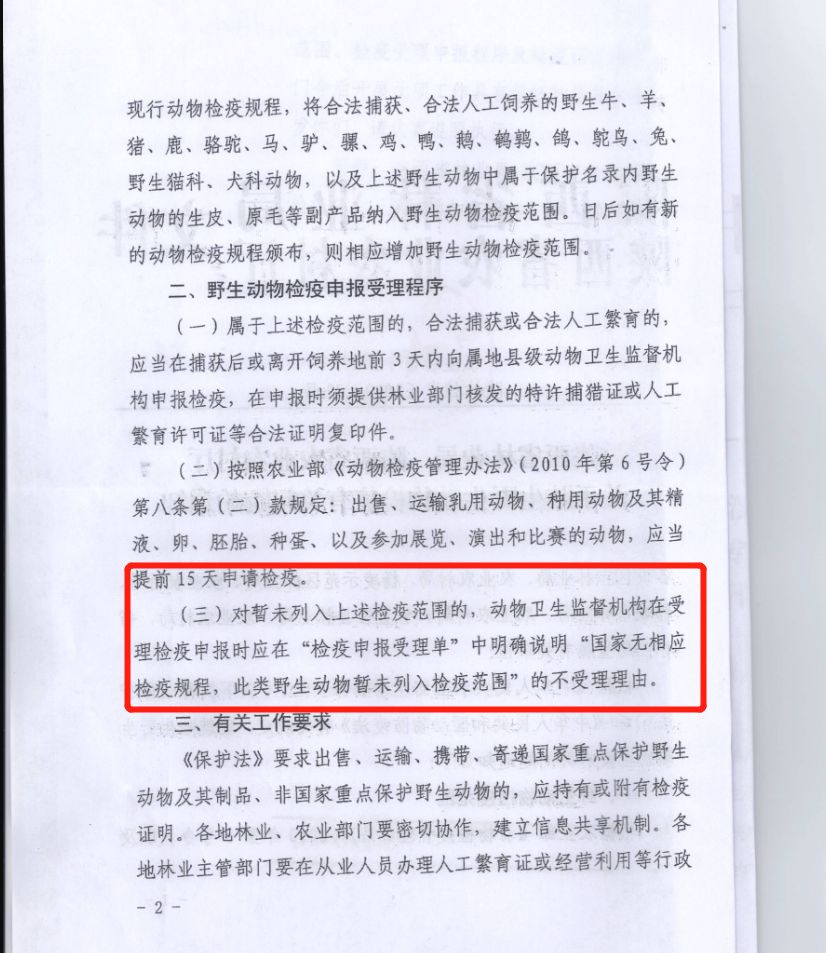 现行动物检疫规程，将合法捕获、合法人工饲养的野生牛、羊、
猪、鹿、骆驼、马、驴、骡、鸡、鸭、鹅、鹌鹑、鸽、鸵鸟、兔、
野生猫科、犬科动物，以及上述野生动物中属于保护名录内野生
动物的生皮、原毛等副产品纳入野生动物检疫范围。日后如有新
的动物检疫规程颁布，则相应增加野生动物检疫范围。
二、野生动物检疫申报受理程序
（一）属于上述检疫范围的，合法捕获或合法人工繁育的，
应当在捕获后或离开饲养地前3天内向属地县级动物卫生监督机
构申报检疫，在申报时须提供林业部门核发的特许捕猎证或人工
繁育许可证等合法证明复印件。
（二）按照农业部《动物检疫管理办法》（2010年第6号令）
第八条第（二）款规定：出售、运输乳用动物、种用动物及其精
液、卵、胚胎、种蛋、以及参加展览、演出和比赛的动物，应当
提前15天申请检疫。
（三）对暂未列入上述检疫范围的，动物卫生监督机构在受
理检疫申报时应在“检疫申报受理单”中明确说明“国家无相应
检疫规程，此类野生动物暂未列入检疫范围”的不受理理由。
三、有关工作要求
《保护法》要求出售、运输、携带、寄递国家重点保护野生
动物及其制品、非国家重点保护野生动物的，应持有或附有检疫
证明。各地林业、农业部门要密切协作，建立信息共享机制。各
地林业主管部门要在从业人员办理人工繁育证或经营利用等行政
- 2 -